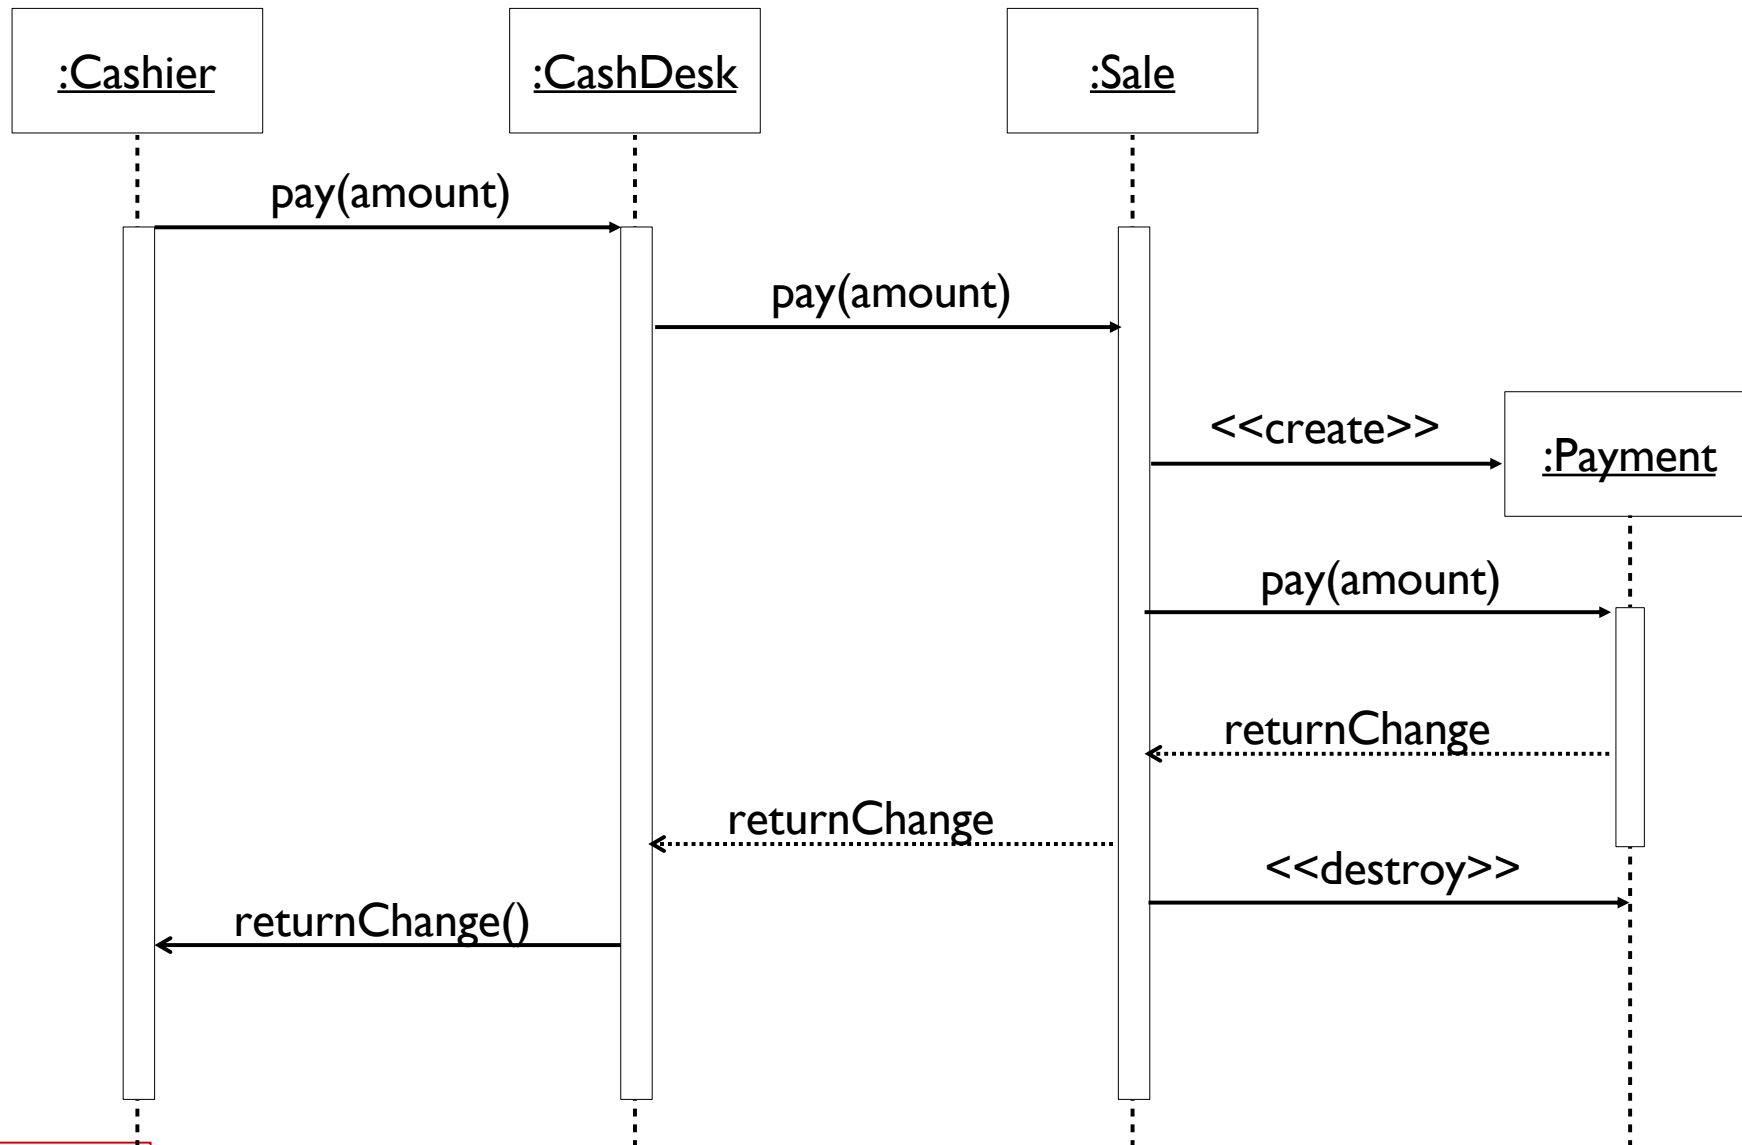 :Cashier
:CashDesk
:Sale
pay(amount)
pay(amount)
<<create>>
:Payment
pay(amount)
returnChange
returnChange
<<destroy>>
returnChange()